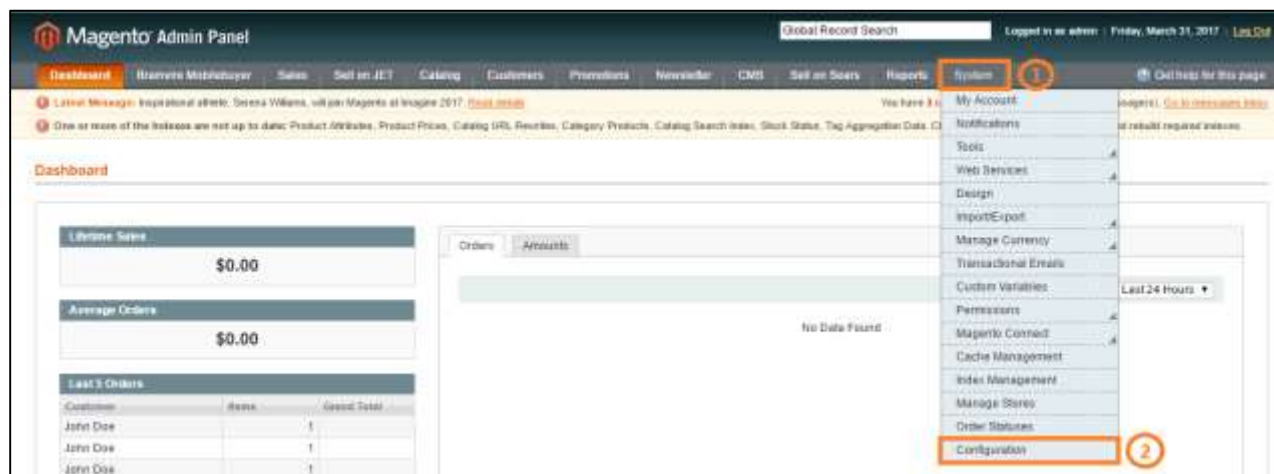 Magento Admin Panel
Global Record Search
Logged in as admin
Friday, March 31, 2017
Log Out
Dashboard Sales Sell on JET Catalog Customers Promotions Newsletter CMS Sell on Sears Reports System 1 Get help for this page
Latest Message: Inspirational athlete, Serena Williams, will join Magento at Imagine 2017. Read details
You have
Go to messages inbox
One or more of the Indexes are not up to date: Product Attributes, Product Prices, Catalog URL Rewrites, Category Products, Catalog Search Index, Stock Status, Tag Aggregation Data,
rebuild required indexes.
My Account
Notifications
Tools
Web Services
Design
Import/Export
Manage Currency
Transactional Emails
Custom Variables
Permissions
Magento Connect
Cache Management
Index Management
Manage Stores
Order Statuses
Configuration 2
Dashboard
Lifetime Sales
$0.00
Average Orders
$0.00
Last 5 Orders
Customer Items Grand Total
John Doe 1
John Doe 1
John Doe 1
Orders Amounts
Last 24 Hours
No Data Found